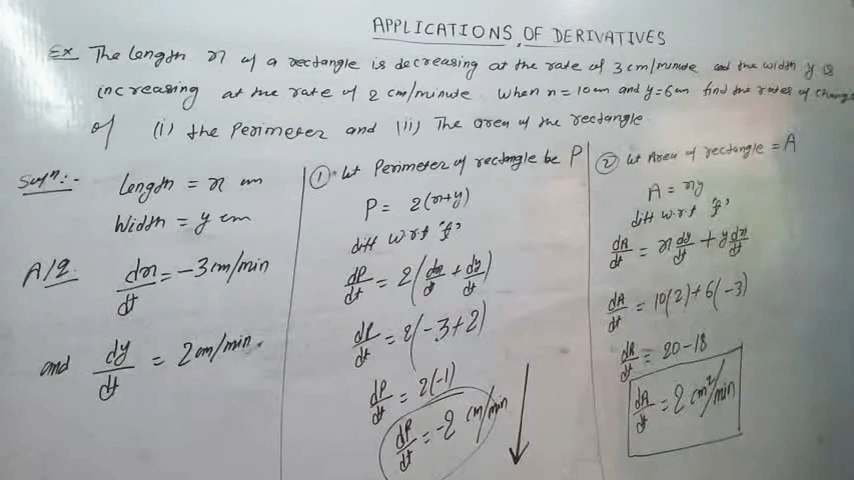 APPLICATIONS OF DERIVATIVES
Ex The length x of a rectangle is decreasing at the rate of 3 cm/minute and the width y is
increasing at the rate of 2 cm/minute. When x = 10cm and y = 6cm find the rates of change
of (i) the Perimeter and (ii) The area of the rectangle
Solⁿ:-
Length = x cm
Width = y cm
A/Q. dx/dt = -3 cm/min
and dy/dt = 2 cm/min.
① Let Perimeter of rectangle be P
P = 2(x+y)
diff w.r.t 't'
dP/dt = 2(dx/dt + dy/dt)
dP/dt = 2(-3+2)
dP/dt = 2(-1)
dP/dt = -2 cm/min
② Let Area of rectangle = A
A = xy
diff w.r.t 't'
dA/dt = x dy/dt + y dx/dt
dA/dt = 10(2) + 6(-3)
dA/dt = 20 - 18
dA/dt = 2 cm²/min